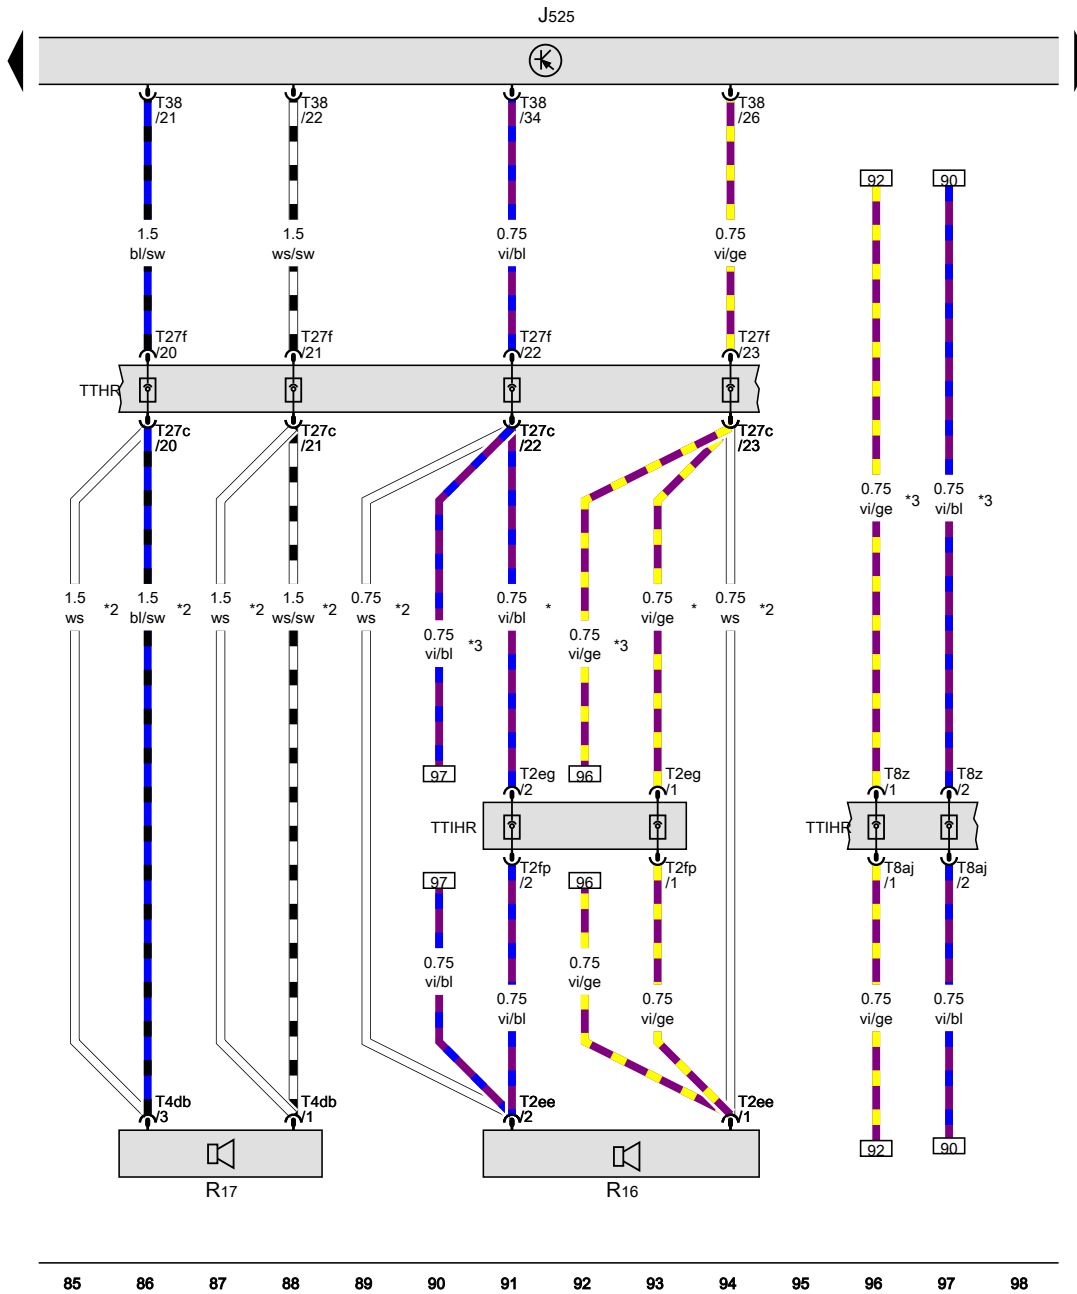 J525
T38 T38 T38 T38
/21 /22 /34 /26
92 90
1.5 1.5 0.75 0.75
bl/sw ws/sw vi/bl vi/ge
T27f T27f T27f T27f
/20 /21 /22 /23
TTHR
T27c T27c T27c T27c
/20 /21 /22 /23
0.75 *3 0.75 *3
vi/ge vi/bl
1.5 *2 1.5 *2 1.5 *2 1.5 *2 0.75 *2 0.75 * 0.75 * 0.75 *2
ws bl/sw ws ws/sw ws vi/bl vi/ge ws
0.75 *3 0.75 *3
vi/bl vi/ge
97 T2eg 96 T2eg T8z T8z
/2 /1 /1 /2
TTIHR TTIHR
97 T2fp 96 T2fp T8aj T8aj
/2 /1 /1 /2
0.75 0.75
vi/bl vi/ge
0.75 0.75 0.75 0.75
vi/bl vi/ge vi/ge vi/bl
T4db T4db T2ee T2ee
/3 /1 /2 /1
92 90
R17 R16
85 86 87 88 89 90 91 92 93 94 95 96 97 98